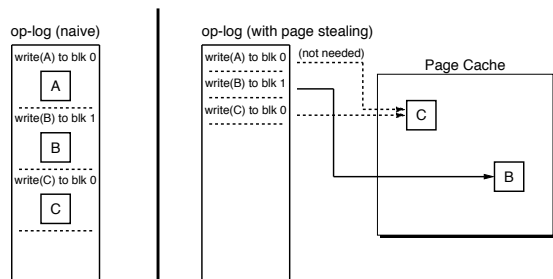 op-log (naive)
write(A) to blk 0
A
write(B) to blk 1
B
write(C) to blk 0
C
op-log (with page stealing)
write(A) to blk 0
(not needed)
write(B) to blk 1
write(C) to blk 0
Page Cache
C
B